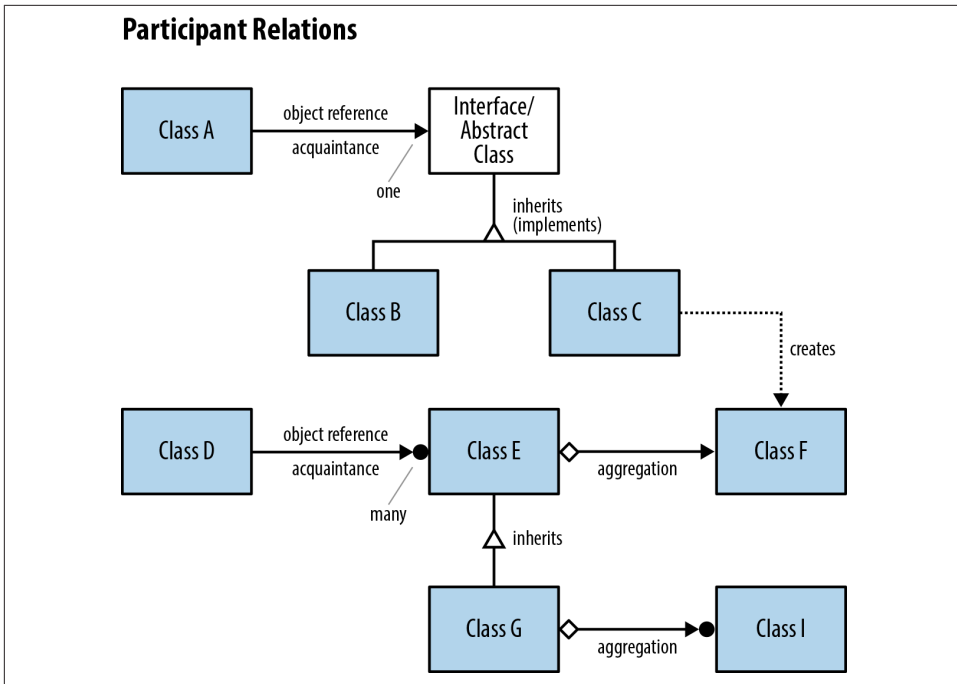 Participant Relations
Class A
object reference
acquaintance
one
Interface/
Abstract
Class
inherits
(implements)
Class B
Class C
creates
Class D
object reference
acquaintance
many
Class E
aggregation
Class F
inherits
Class G
aggregation
Class I